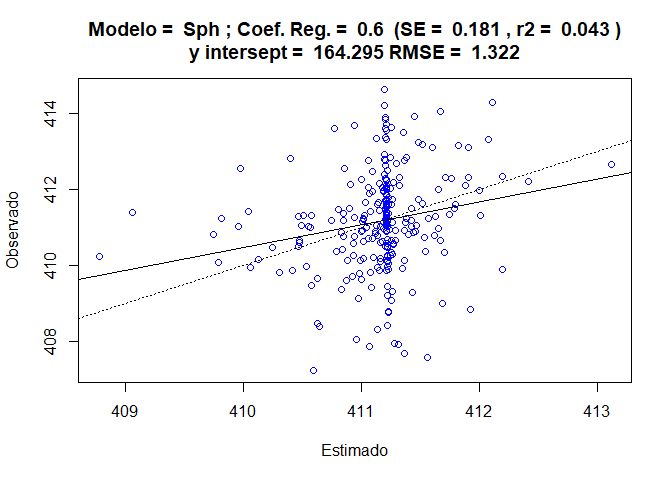 Modelo = Sph ; Coef. Reg. = 0.6 (SE = 0.181 , r2 = 0.043 )
y intersept = 164.295 RMSE = 1.322
Observado
414
412
410
408
409 410 411 412 413
Estimado